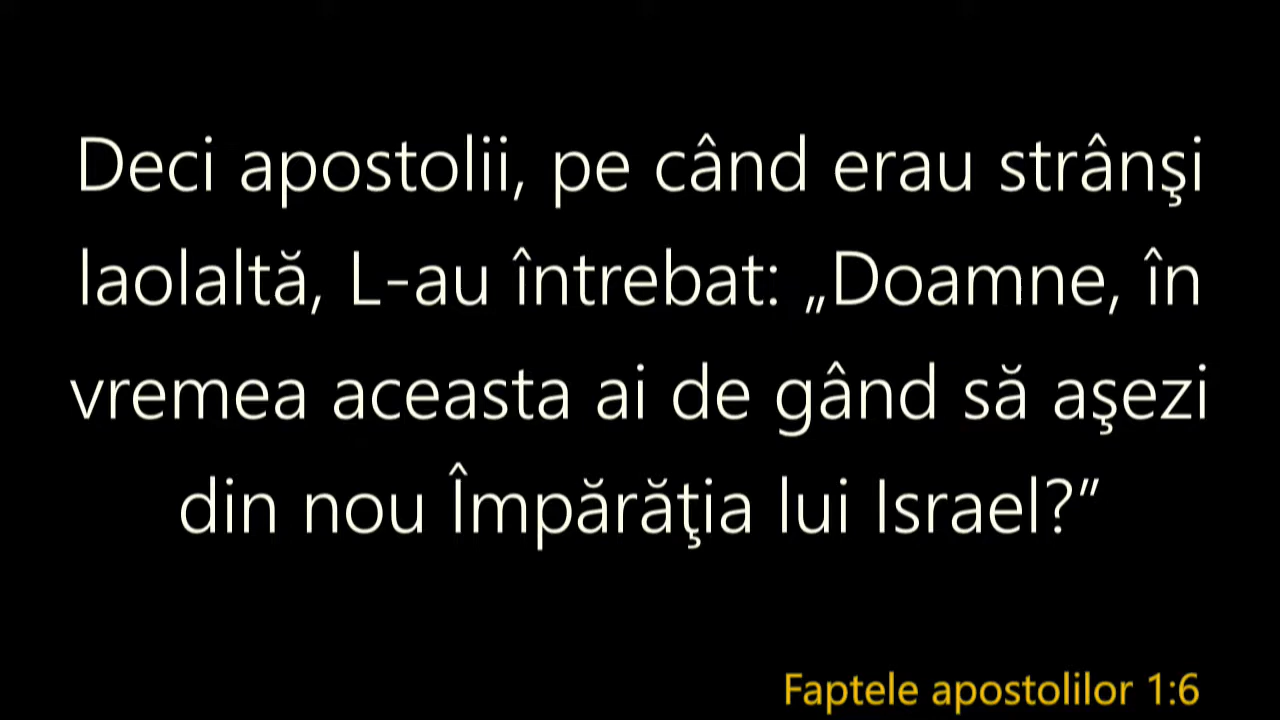 Deci apostolii, pe când erau strânşi
laolaltă, L-au întrebat: „Doamne, în
vremea aceasta ai de gând să aşezi
din nou Împărăţia lui Israel?”
Faptele apostolilor 1:6